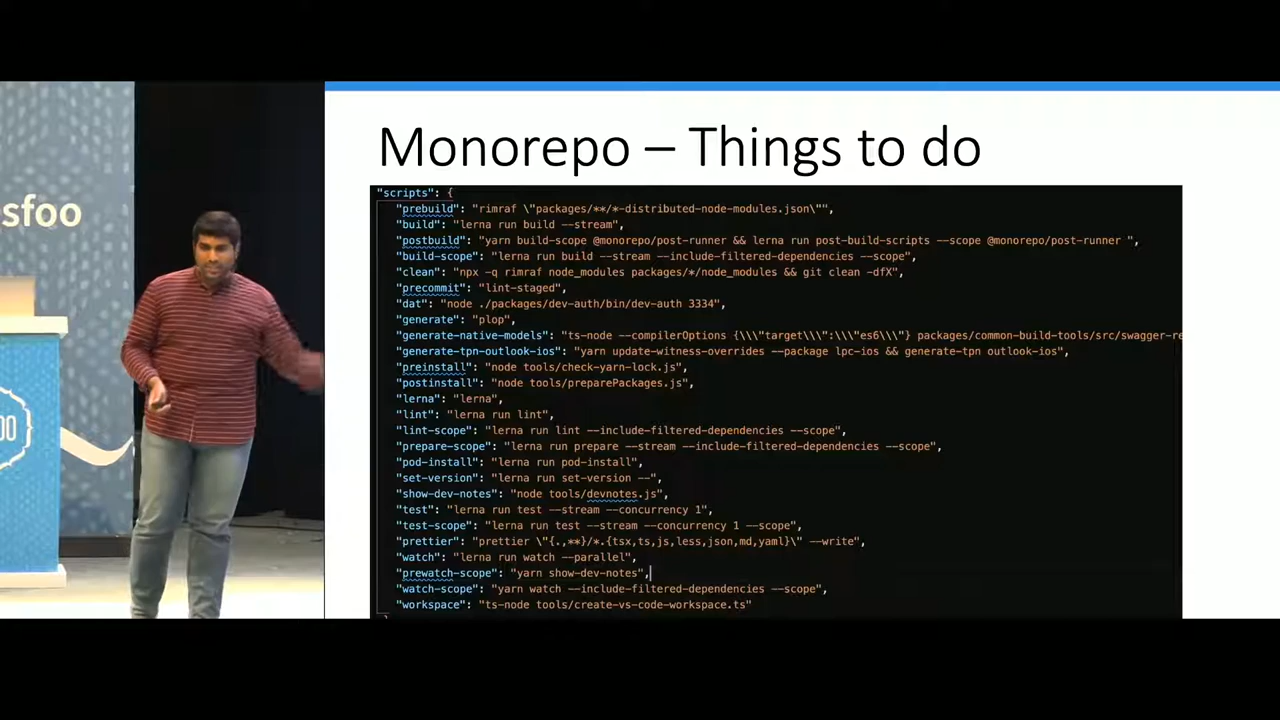 sfoo
00
Monorepo – Things to do
"scripts": {
"prebuild": "rimraf \"packages/**/*-distributed-node-modules.json\"",
"build": "lerna run build --stream",
"postbuild": "yarn build-scope @monorepo/post-runner && lerna run post-build-scripts --scope @monorepo/post-runner ",
"build-scope": "lerna run build --stream --include-filtered-dependencies --scope",
"clean": "npx -q rimraf node_modules packages/*/node_modules && git clean -dfX",
"precommit": "lint-staged",
"dat": "node ./packages/dev-auth/bin/dev-auth 3334",
"generate": "plop",
"generate-native-models": "ts-node --compilerOptions {\\\"target\\\":\\\"es6\\\"} packages/common-build-tools/src/swagger-re
"generate-tpn-outlook-ios": "yarn update-witness-overrides --package lpc-ios && generate-tpn outlook-ios",
"preinstall": "node tools/check-yarn-lock.js",
"postinstall": "node tools/preparePackages.js",
"lerna": "lerna",
"lint": "lerna run lint",
"lint-scope": "lerna run lint --include-filtered-dependencies --scope",
"prepare-scope": "lerna run prepare --stream --include-filtered-dependencies --scope",
"pod-install": "lerna run pod-install",
"set-version": "lerna run set-version --",
"show-dev-notes": "node tools/devnotes.js",
"test": "lerna run test --stream --concurrency 1",
"test-scope": "lerna run test --stream --concurrency 1 --scope",
"prettier": "prettier \"{.,**}/*.{tsx,ts,js,less,json,md,yaml}\" --write",
"watch": "lerna run watch --parallel",
"prewatch-scope": "yarn show-dev-notes",
"watch-scope": "yarn watch --include-filtered-dependencies --scope",
"workspace": "ts-node tools/create-vs-code-workspace.ts"
}